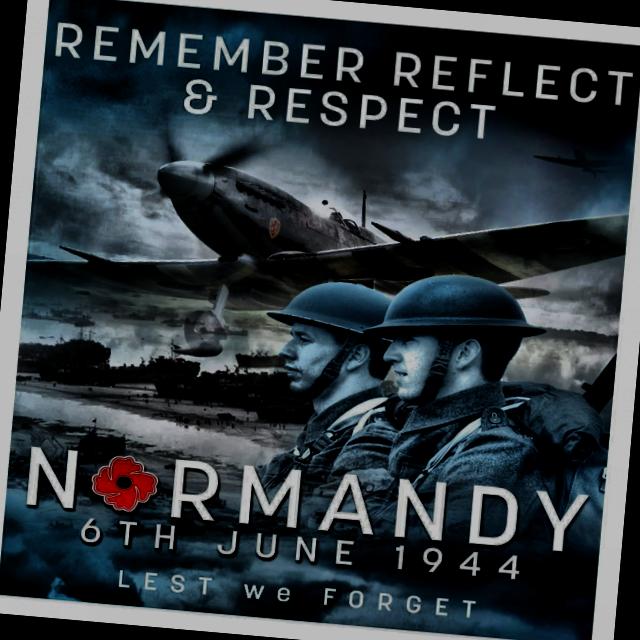 REMEMBER REFLECT
& RESPECT
NORMANDY
6TH JUNE 1944
LEST we FORGET